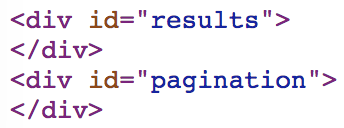 <div id="results">
</div>
<div id="pagination">
</div>